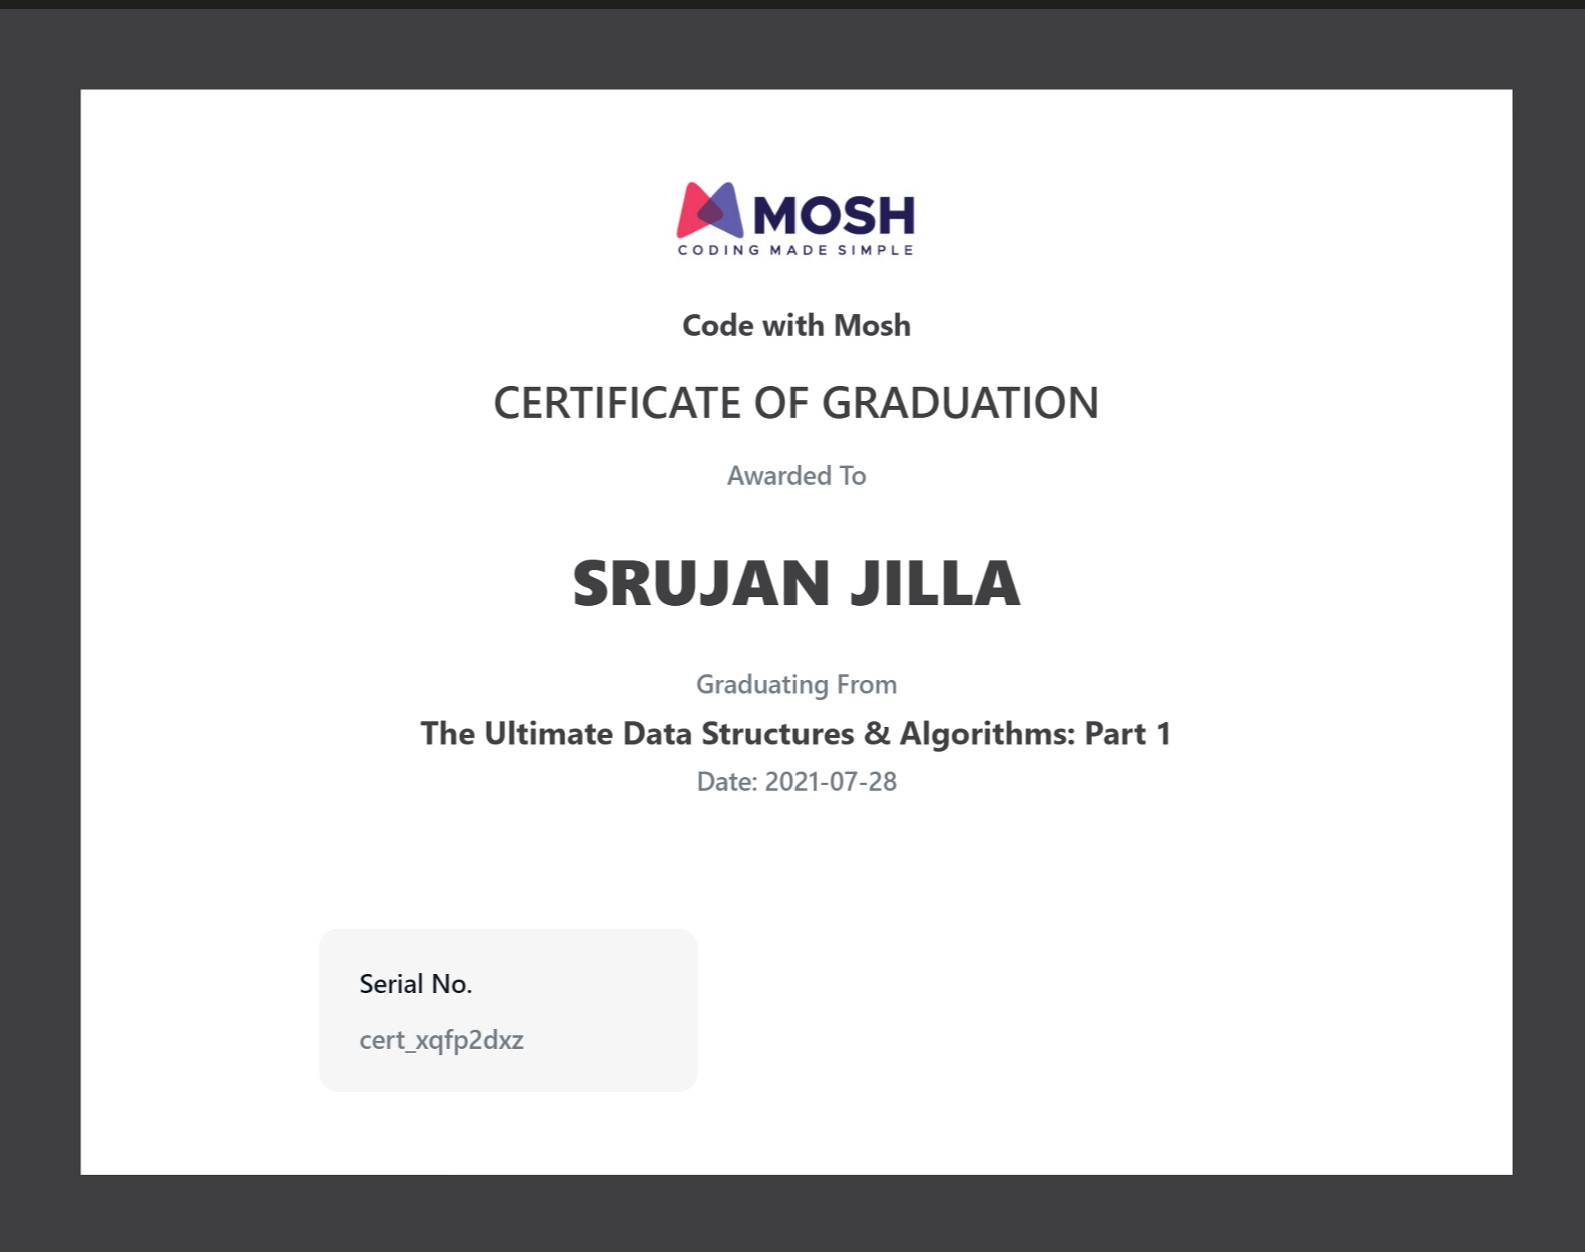 MOSH
CODING MADE SIMPLE
Code with Mosh
CERTIFICATE OF GRADUATION
Awarded To
SRUJAN JILLA
Graduating From
The Ultimate Data Structures & Algorithms: Part 1
Date: 2021-07-28
Serial No.
cert_xqfp2dxz